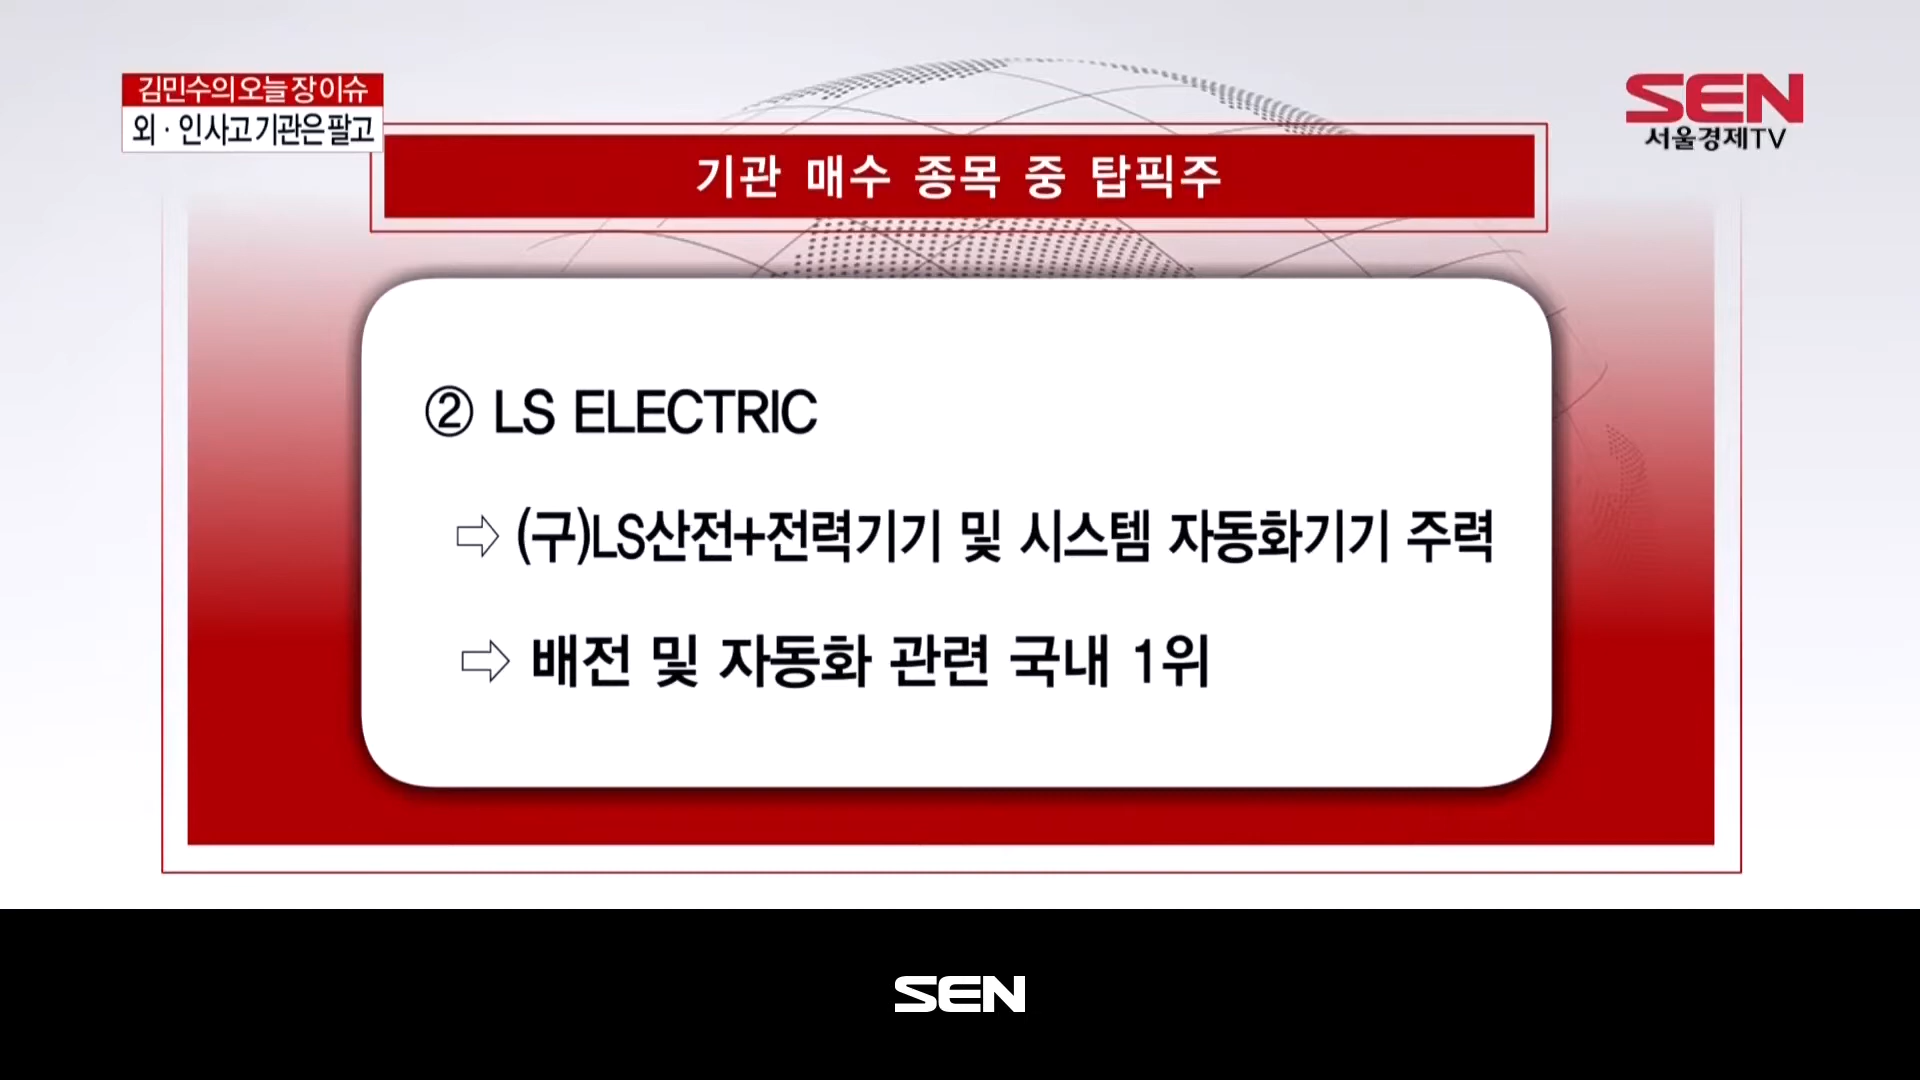 김민수의 오늘 장 이슈
외·인 사고 기관은 팔고
SEN
서울경제TV
기관 매수 종목 중 탑픽주
② LS ELECTRIC
⇨ (구)LS산전+전력기기 및 시스템 자동화기기 주력
⇨ 배전 및 자동화 관련 국내 1위
SEN